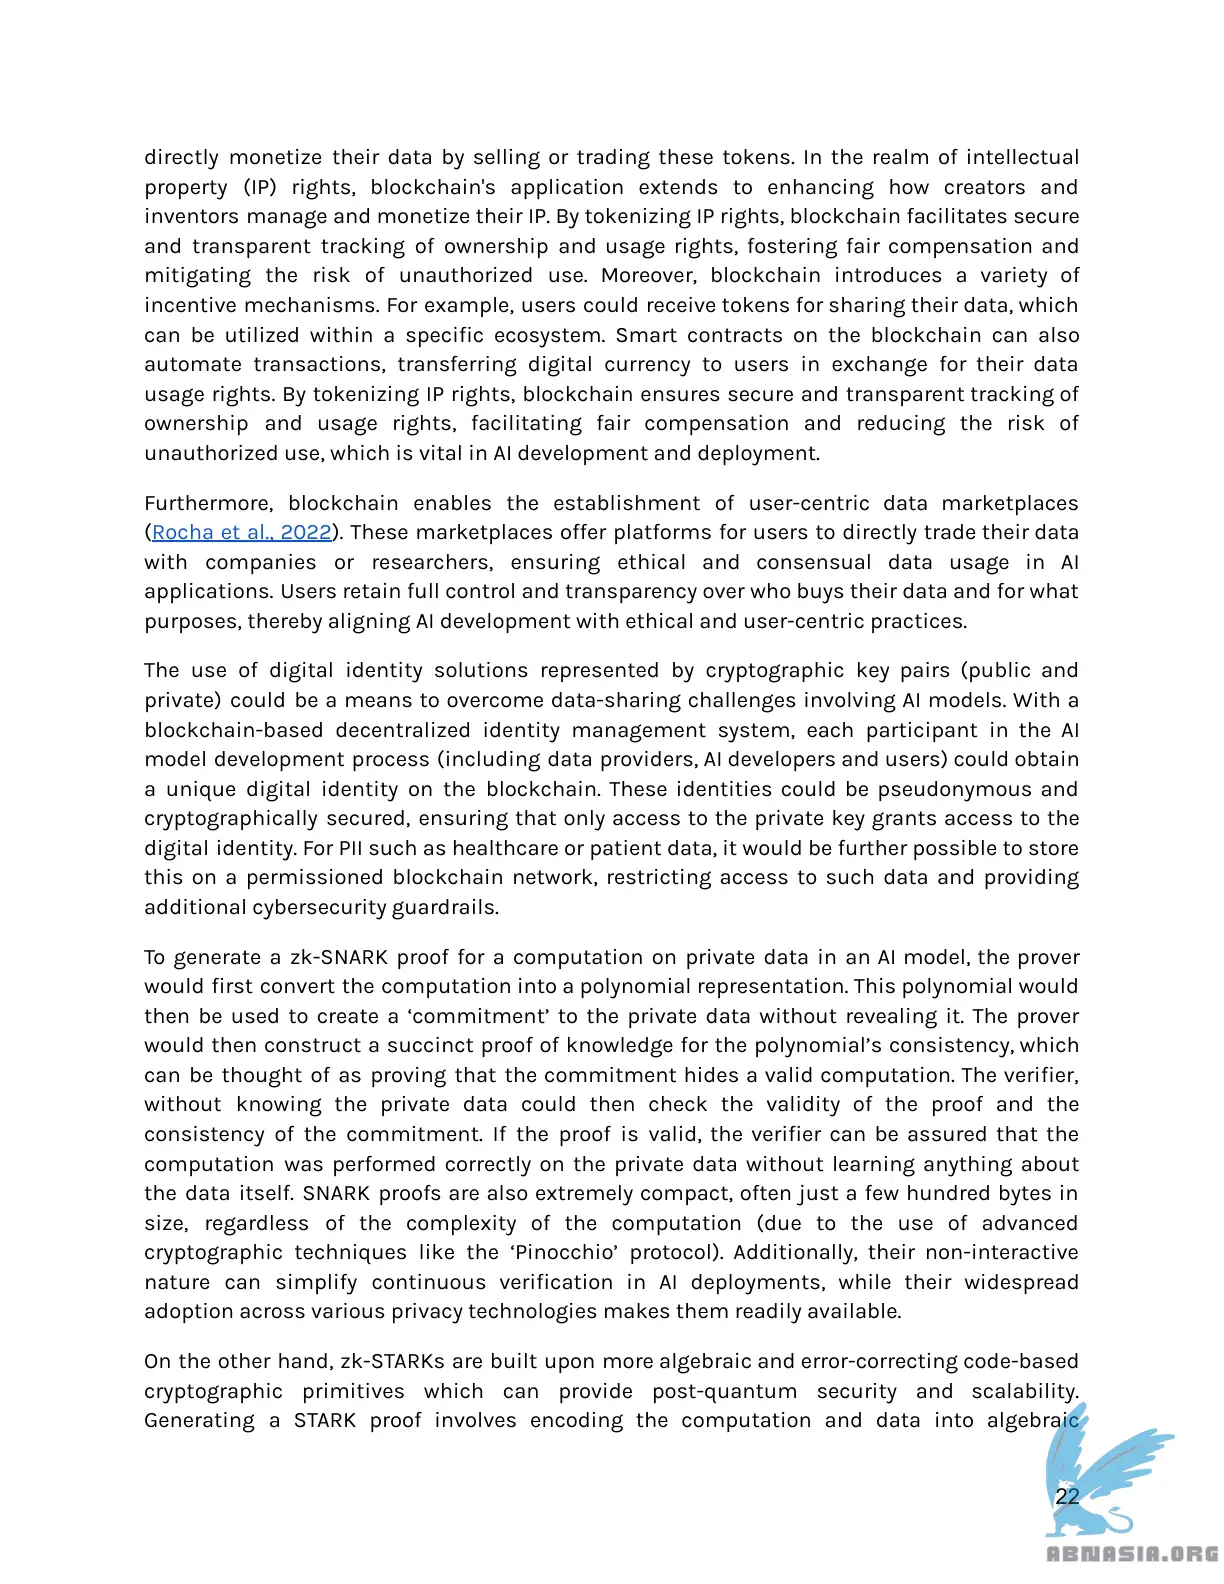 directly monetize their data by selling or trading these tokens. In the realm of intellectual
property (IP) rights, blockchain's application extends to enhancing how creators and
inventors manage and monetize their IP. By tokenizing IP rights, blockchain facilitates secure
and transparent tracking of ownership and usage rights, fostering fair compensation and
mitigating the risk of unauthorized use. Moreover, blockchain introduces a variety of
incentive mechanisms. For example, users could receive tokens for sharing their data, which
can be utilized within a specific ecosystem. Smart contracts on the blockchain can also
automate transactions, transferring digital currency to users in exchange for their data
usage rights. By tokenizing IP rights, blockchain ensures secure and transparent tracking of
ownership and usage rights, facilitating fair compensation and reducing the risk of
unauthorized use, which is vital in AI development and deployment.
Furthermore, blockchain enables the establishment of user-centric data marketplaces
(Rocha et al., 2022). These marketplaces offer platforms for users to directly trade their data
with companies or researchers, ensuring ethical and consensual data usage in AI
applications. Users retain full control and transparency over who buys their data and for what
purposes, thereby aligning AI development with ethical and user-centric practices.
The use of digital identity solutions represented by cryptographic key pairs (public and
private) could be a means to overcome data-sharing challenges involving AI models. With a
blockchain-based decentralized identity management system, each participant in the AI
model development process (including data providers, AI developers and users) could obtain
a unique digital identity on the blockchain. These identities could be pseudonymous and
cryptographically secured, ensuring that only access to the private key grants access to the
digital identity. For PII such as healthcare or patient data, it would be further possible to store
this on a permissioned blockchain network, restricting access to such data and providing
additional cybersecurity guardrails.
To generate a zk-SNARK proof for a computation on private data in an AI model, the prover
would first convert the computation into a polynomial representation. This polynomial would
then be used to create a ‘commitment’ to the private data without revealing it. The prover
would then construct a succinct proof of knowledge for the polynomial’s consistency, which
can be thought of as proving that the commitment hides a valid computation. The verifier,
without knowing the private data could then check the validity of the proof and the
consistency of the commitment. If the proof is valid, the verifier can be assured that the
computation was performed correctly on the private data without learning anything about
the data itself. SNARK proofs are also extremely compact, often just a few hundred bytes in
size, regardless of the complexity of the computation (due to the use of advanced
cryptographic techniques like the ‘Pinocchio’ protocol). Additionally, their non-interactive
nature can simplify continuous verification in AI deployments, while their widespread
adoption across various privacy technologies makes them readily available.
On the other hand, zk-STARKs are built upon more algebraic and error-correcting code-based
cryptographic primitives which can provide post-quantum security and scalability.
Generating a STARK proof involves encoding the computation and data into algebraic
22
ABNASIA.ORG